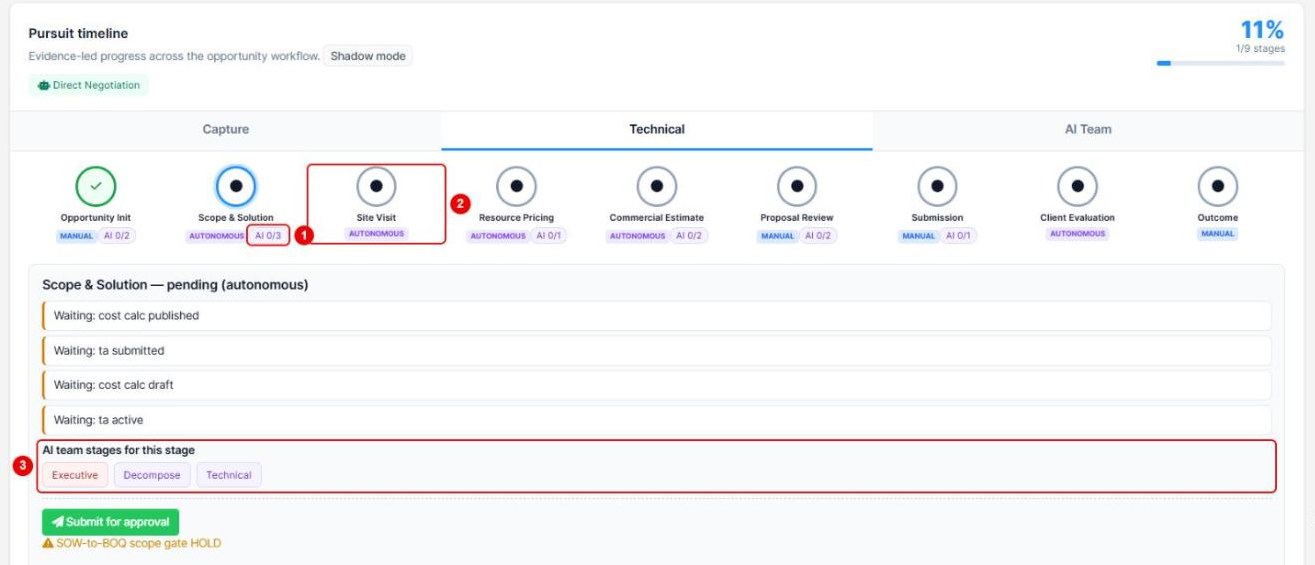 Pursuit timeline
11%
Evidence-led progress across the opportunity workflow. Shadow mode
1/9 stages
Direct Negotiation
Capture Technical AI Team
2
Opportunity Init Scope & Solution Site Visit Resource Pricing Commercial Estimate Proposal Review Submission Client Evaluation Outcome
MANUAL AI 0/2 AUTONOMOUS AI 0/3 1 AUTONOMOUS AUTONOMOUS AI 0/1 AUTONOMOUS AI 0/2 MANUAL AI 0/2 MANUAL AI 0/1 AUTONOMOUS MANUAL
Scope & Solution — pending (autonomous)
Waiting: cost calc published
Waiting: ta submitted
Waiting: cost calc draft
Waiting: ta active
AI team stages for this stage
3
Executive Decompose Technical
Submit for approval
SOW-to-BOQ scope gate HOLD